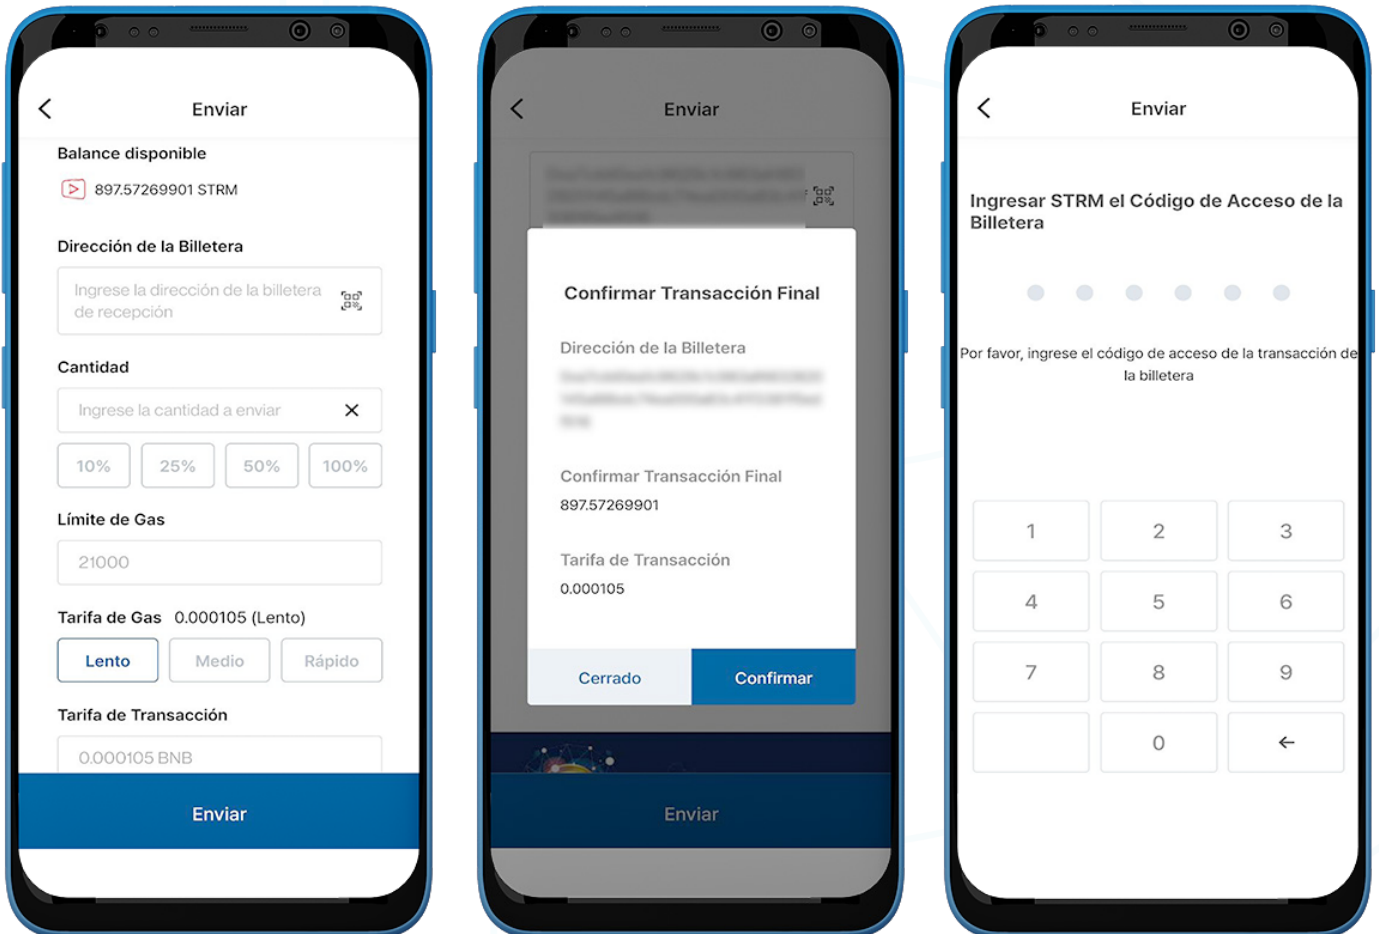 Enviar
Balance disponible
897.57269901 STRM
Dirección de la Billetera
Ingrese la dirección de la billetera
de recepción
Cantidad
Ingrese la cantidad a enviar
10%
25%
50%
100%
Límite de Gas
21000
Tarifa de Gas 0.000105 (Lento)
Lento
Medio
Rápido
Tarifa de Transacción
0.000105 BNB
Enviar
Enviar
Confirmar Transacción Final
Dirección de la Billetera
Confirmar Transacción Final
897.57269901
Tarifa de Transacción
0.000105
Cerrado
Confirmar
Enviar
Enviar
Ingresar STRM el Código de Acceso de la
Billetera
Por favor, ingrese el código de acceso de la transacción de
la billetera
1
2
3
4
5
6
7
8
9
0